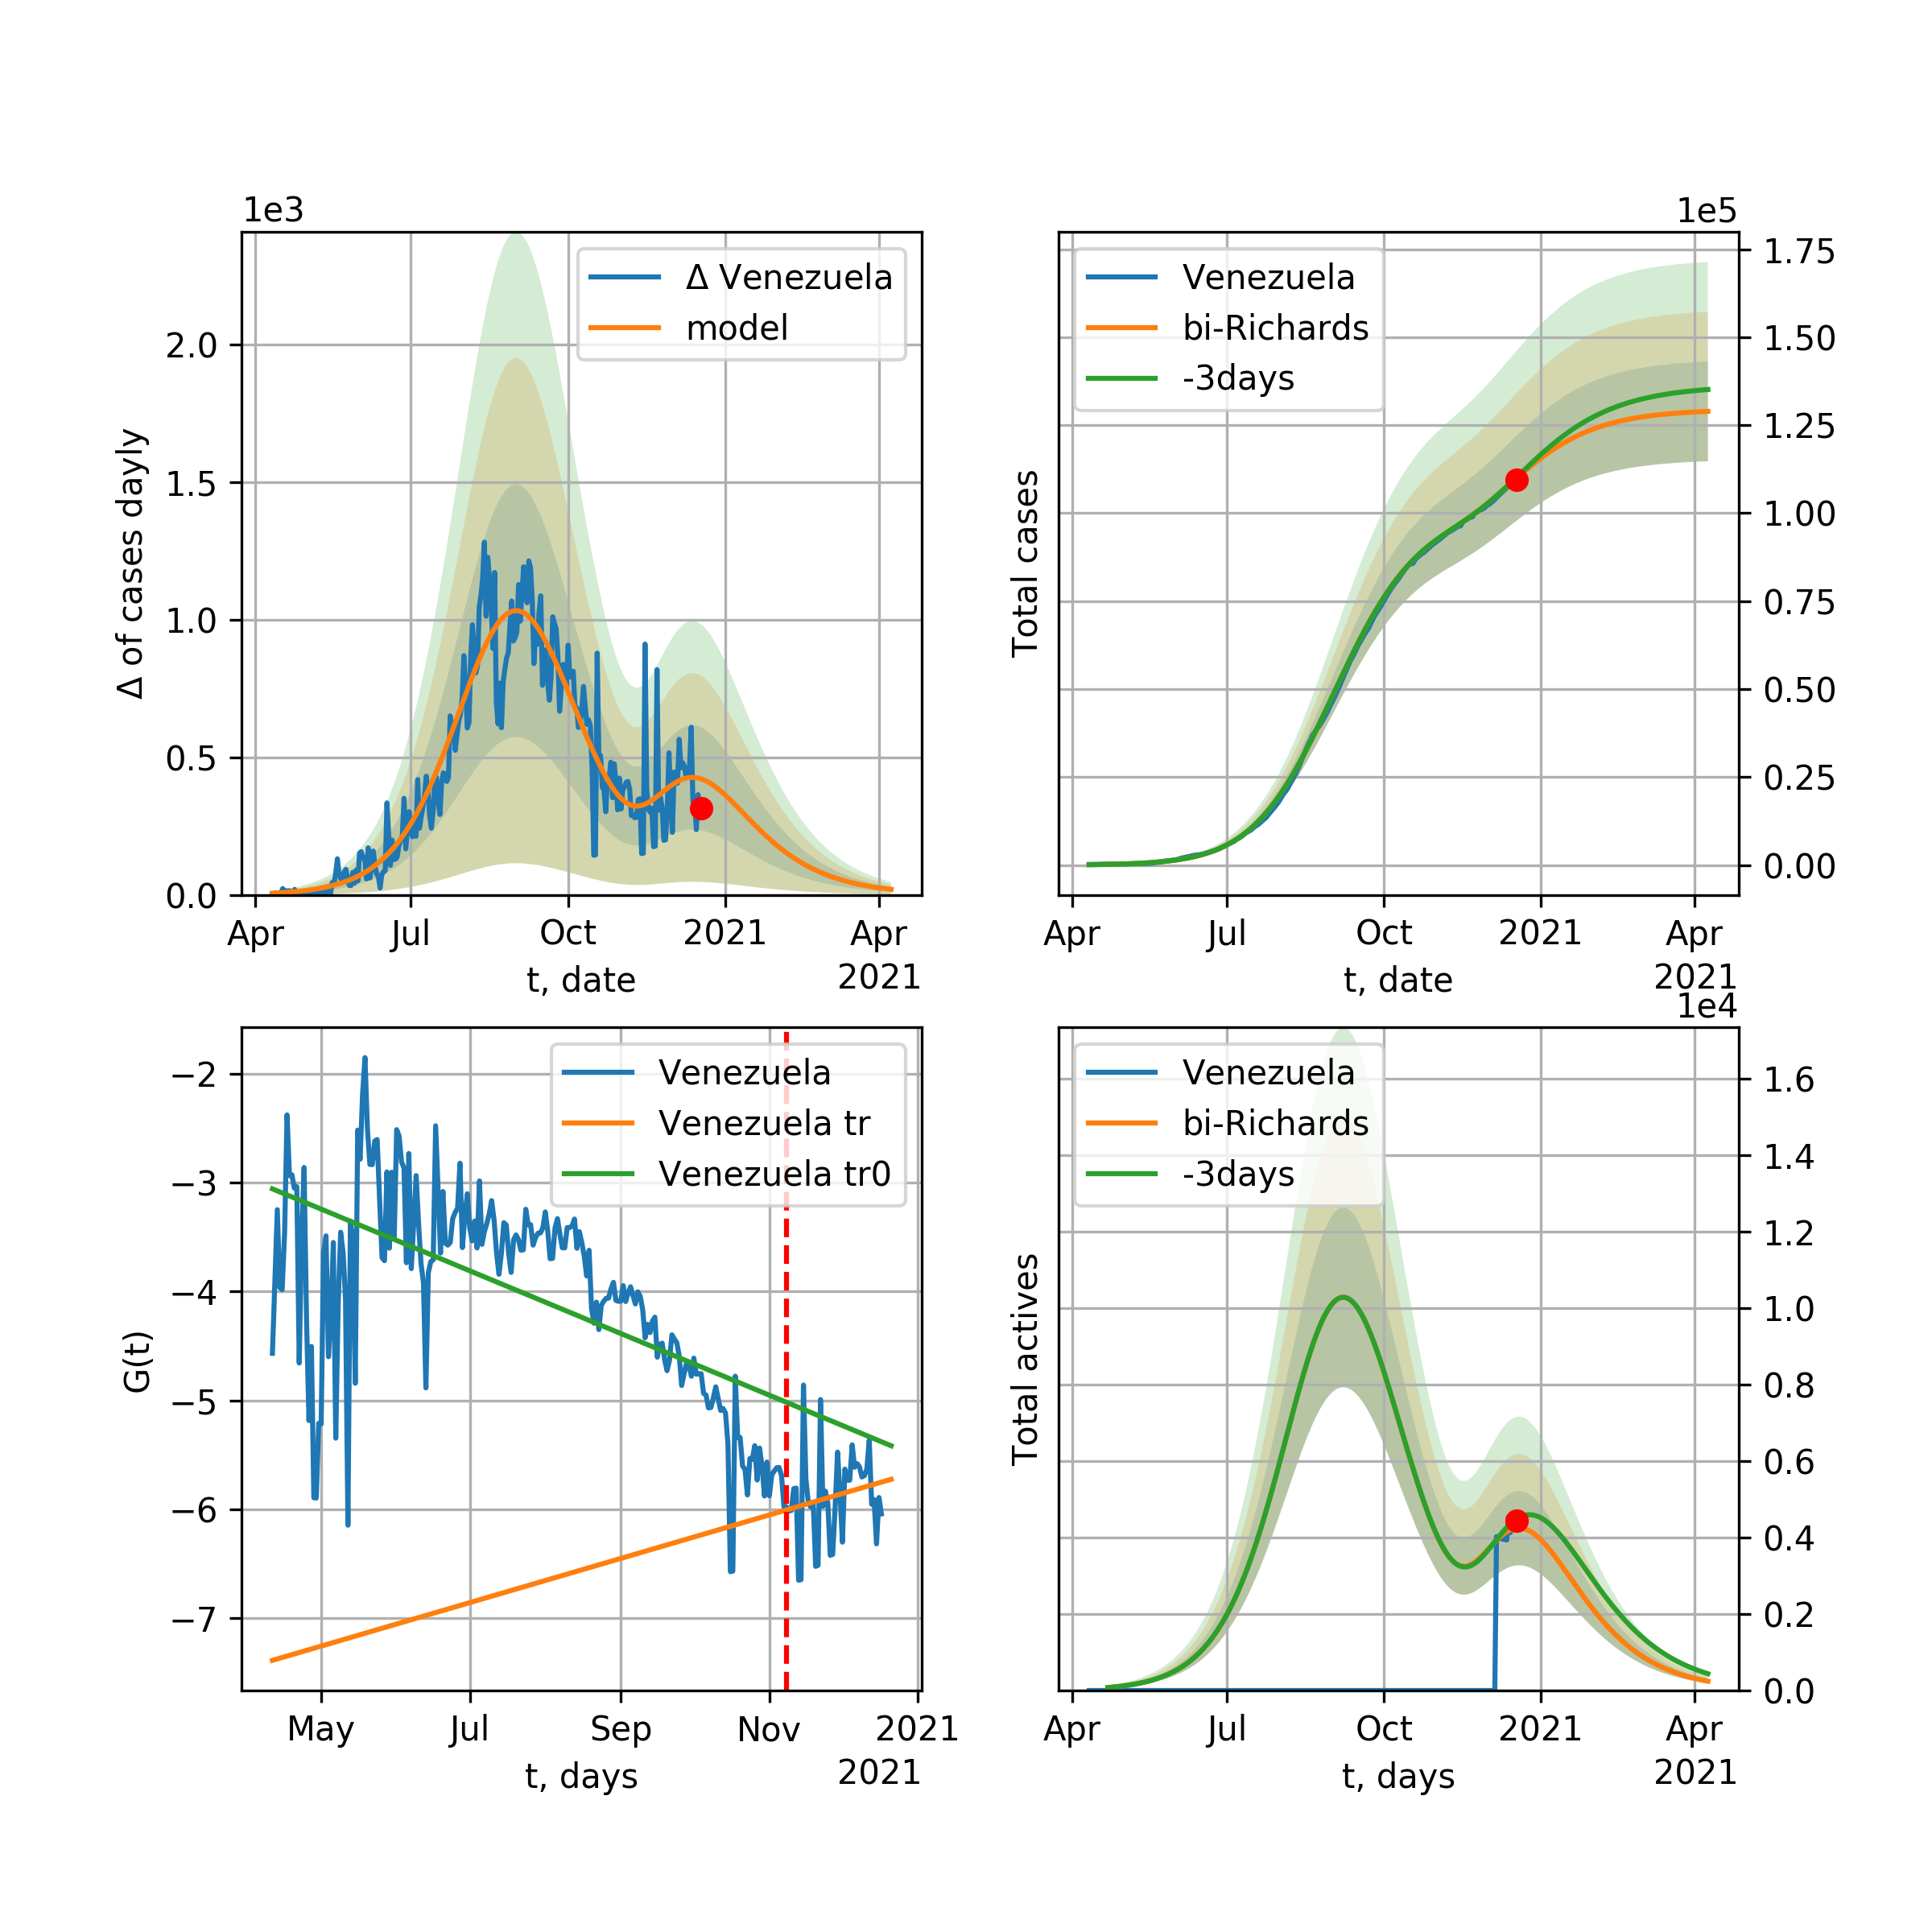 1e3
Δ Venezuela
model
2.0
1.5
1.0
0.5
0.0
Δ of cases dayly
Apr
Jul
Oct
2021
Apr
2021
t, date
1e5
Venezuela
bi-Richards
-3days
1.75
1.50
1.25
1.00
0.75
0.50
0.25
0.00
Total cases
Apr
Jul
Oct
2021
Apr
2021
t, date
Venezuela
Venezuela tr
Venezuela tr0
−2
−3
−4
−5
−6
−7
G(t)
May
Jul
Sep
Nov
2021
2021
t, days
1e4
Venezuela
bi-Richards
-3days
1.6
1.4
1.2
1.0
0.8
0.6
0.4
0.2
0.0
Total actives
Apr
Jul
Oct
2021
Apr
2021
t, days